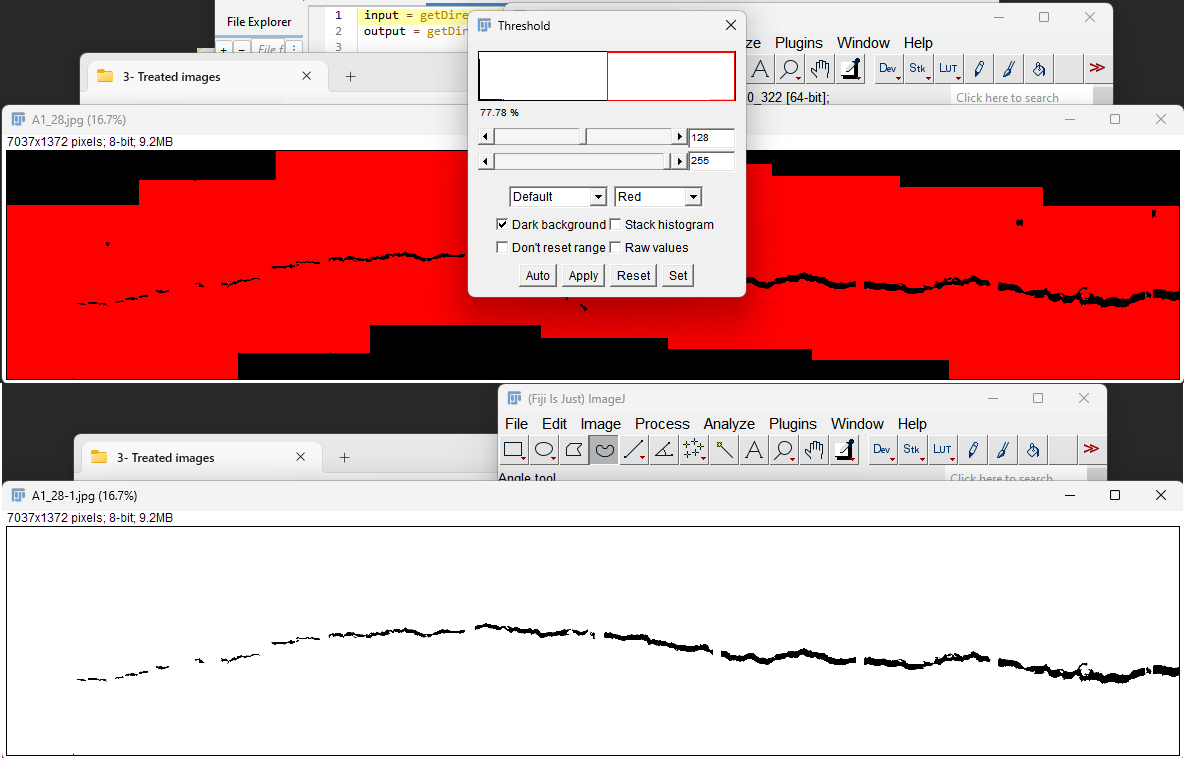 File Explorer
+ - File f :
1 input = getDire
2 output = getDir
3
Threshold
77.78 %
128
255
Default Red
Dark background Stack histogram
Don't reset range Raw values
Auto Apply Reset Set
Plugins Window Help
A Dev Stk LUT >>
0_322 [64-bit];
Click here to search
3- Treated images
A1_28.jpg (16.7%)
7037x1372 pixels; 8-bit; 9.2MB
(Fiji Is Just) ImageJ
File Edit Image Process Analyze Plugins Window Help
A Dev Stk LUT >>
Angle tool
Click here to search
3- Treated images
A1_28-1.jpg (16.7%)
7037x1372 pixels; 8-bit; 9.2MB